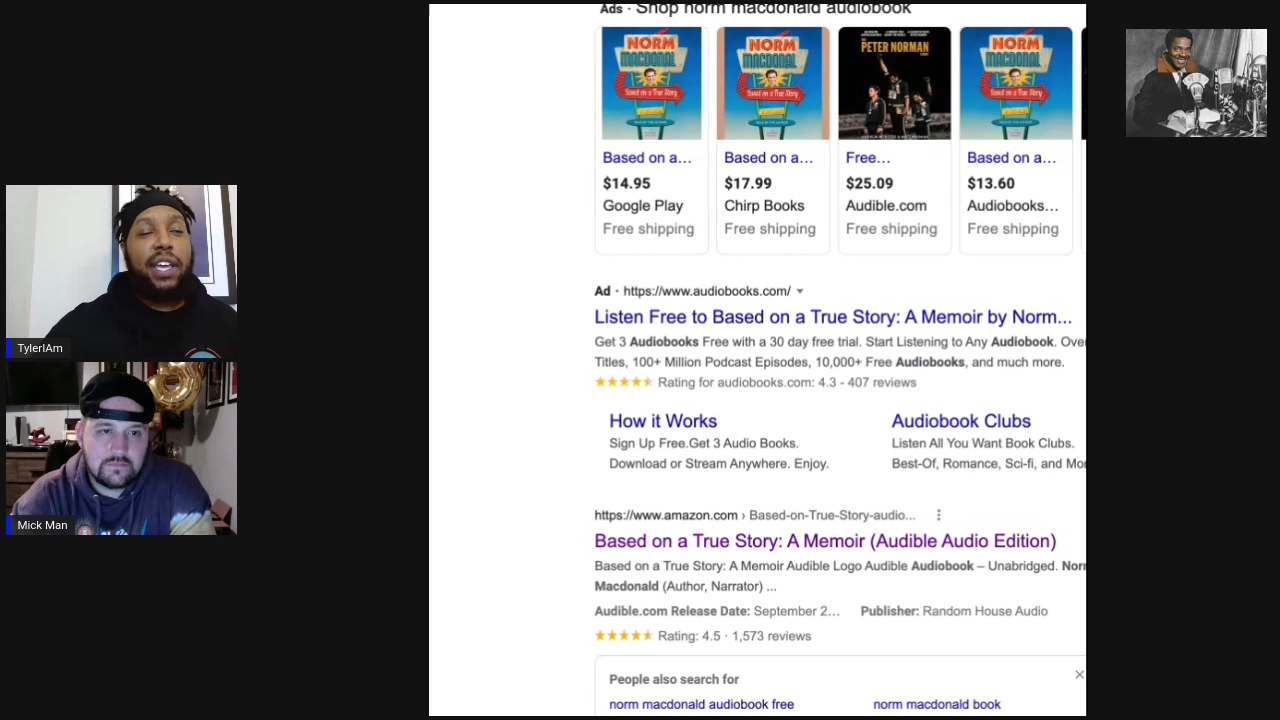 Ads · Shop norm macdonald audiobook
NORM
MACDONALD
Based on a True Story
NORM
MACDONALD
Based on a True Story
PETER NORMAN
NORM
MACDONALD
Based on a True Story
Based on a...
$14.95
Google Play
Free shipping
Based on a...
$17.99
Chirp Books
Free shipping
Free...
$25.09
Audible.com
Free shipping
Based on a...
$13.60
Audiobooks...
Free shipping
Ad · https://www.audiobooks.com/
Listen Free to Based on a True Story: A Memoir by Norm...
Get 3 Audiobooks Free with a 30 day free trial. Start Listening to Any Audiobook. Over
Titles, 100+ Million Podcast Episodes, 10,000+ Free Audiobooks, and much more.
Rating for audiobooks.com: 4.3 - 407 reviews
How it Works
Sign Up Free.Get 3 Audio Books.
Download or Stream Anywhere. Enjoy.
Audiobook Clubs
Listen All You Want Book Clubs.
Best-Of, Romance, Sci-fi, and Mor
https://www.amazon.com › Based-on-True-Story-audio...
Based on a True Story: A Memoir (Audible Audio Edition)
Based on a True Story: A Memoir Audible Logo Audible Audiobook – Unabridged. Norm
Macdonald (Author, Narrator) ...
Audible.com Release Date: September 2... Publisher: Random House Audio
Rating: 4.5 · 1,573 reviews
People also search for
norm macdonald audiobook free
norm macdonald book
TylerIAm
Mick Man